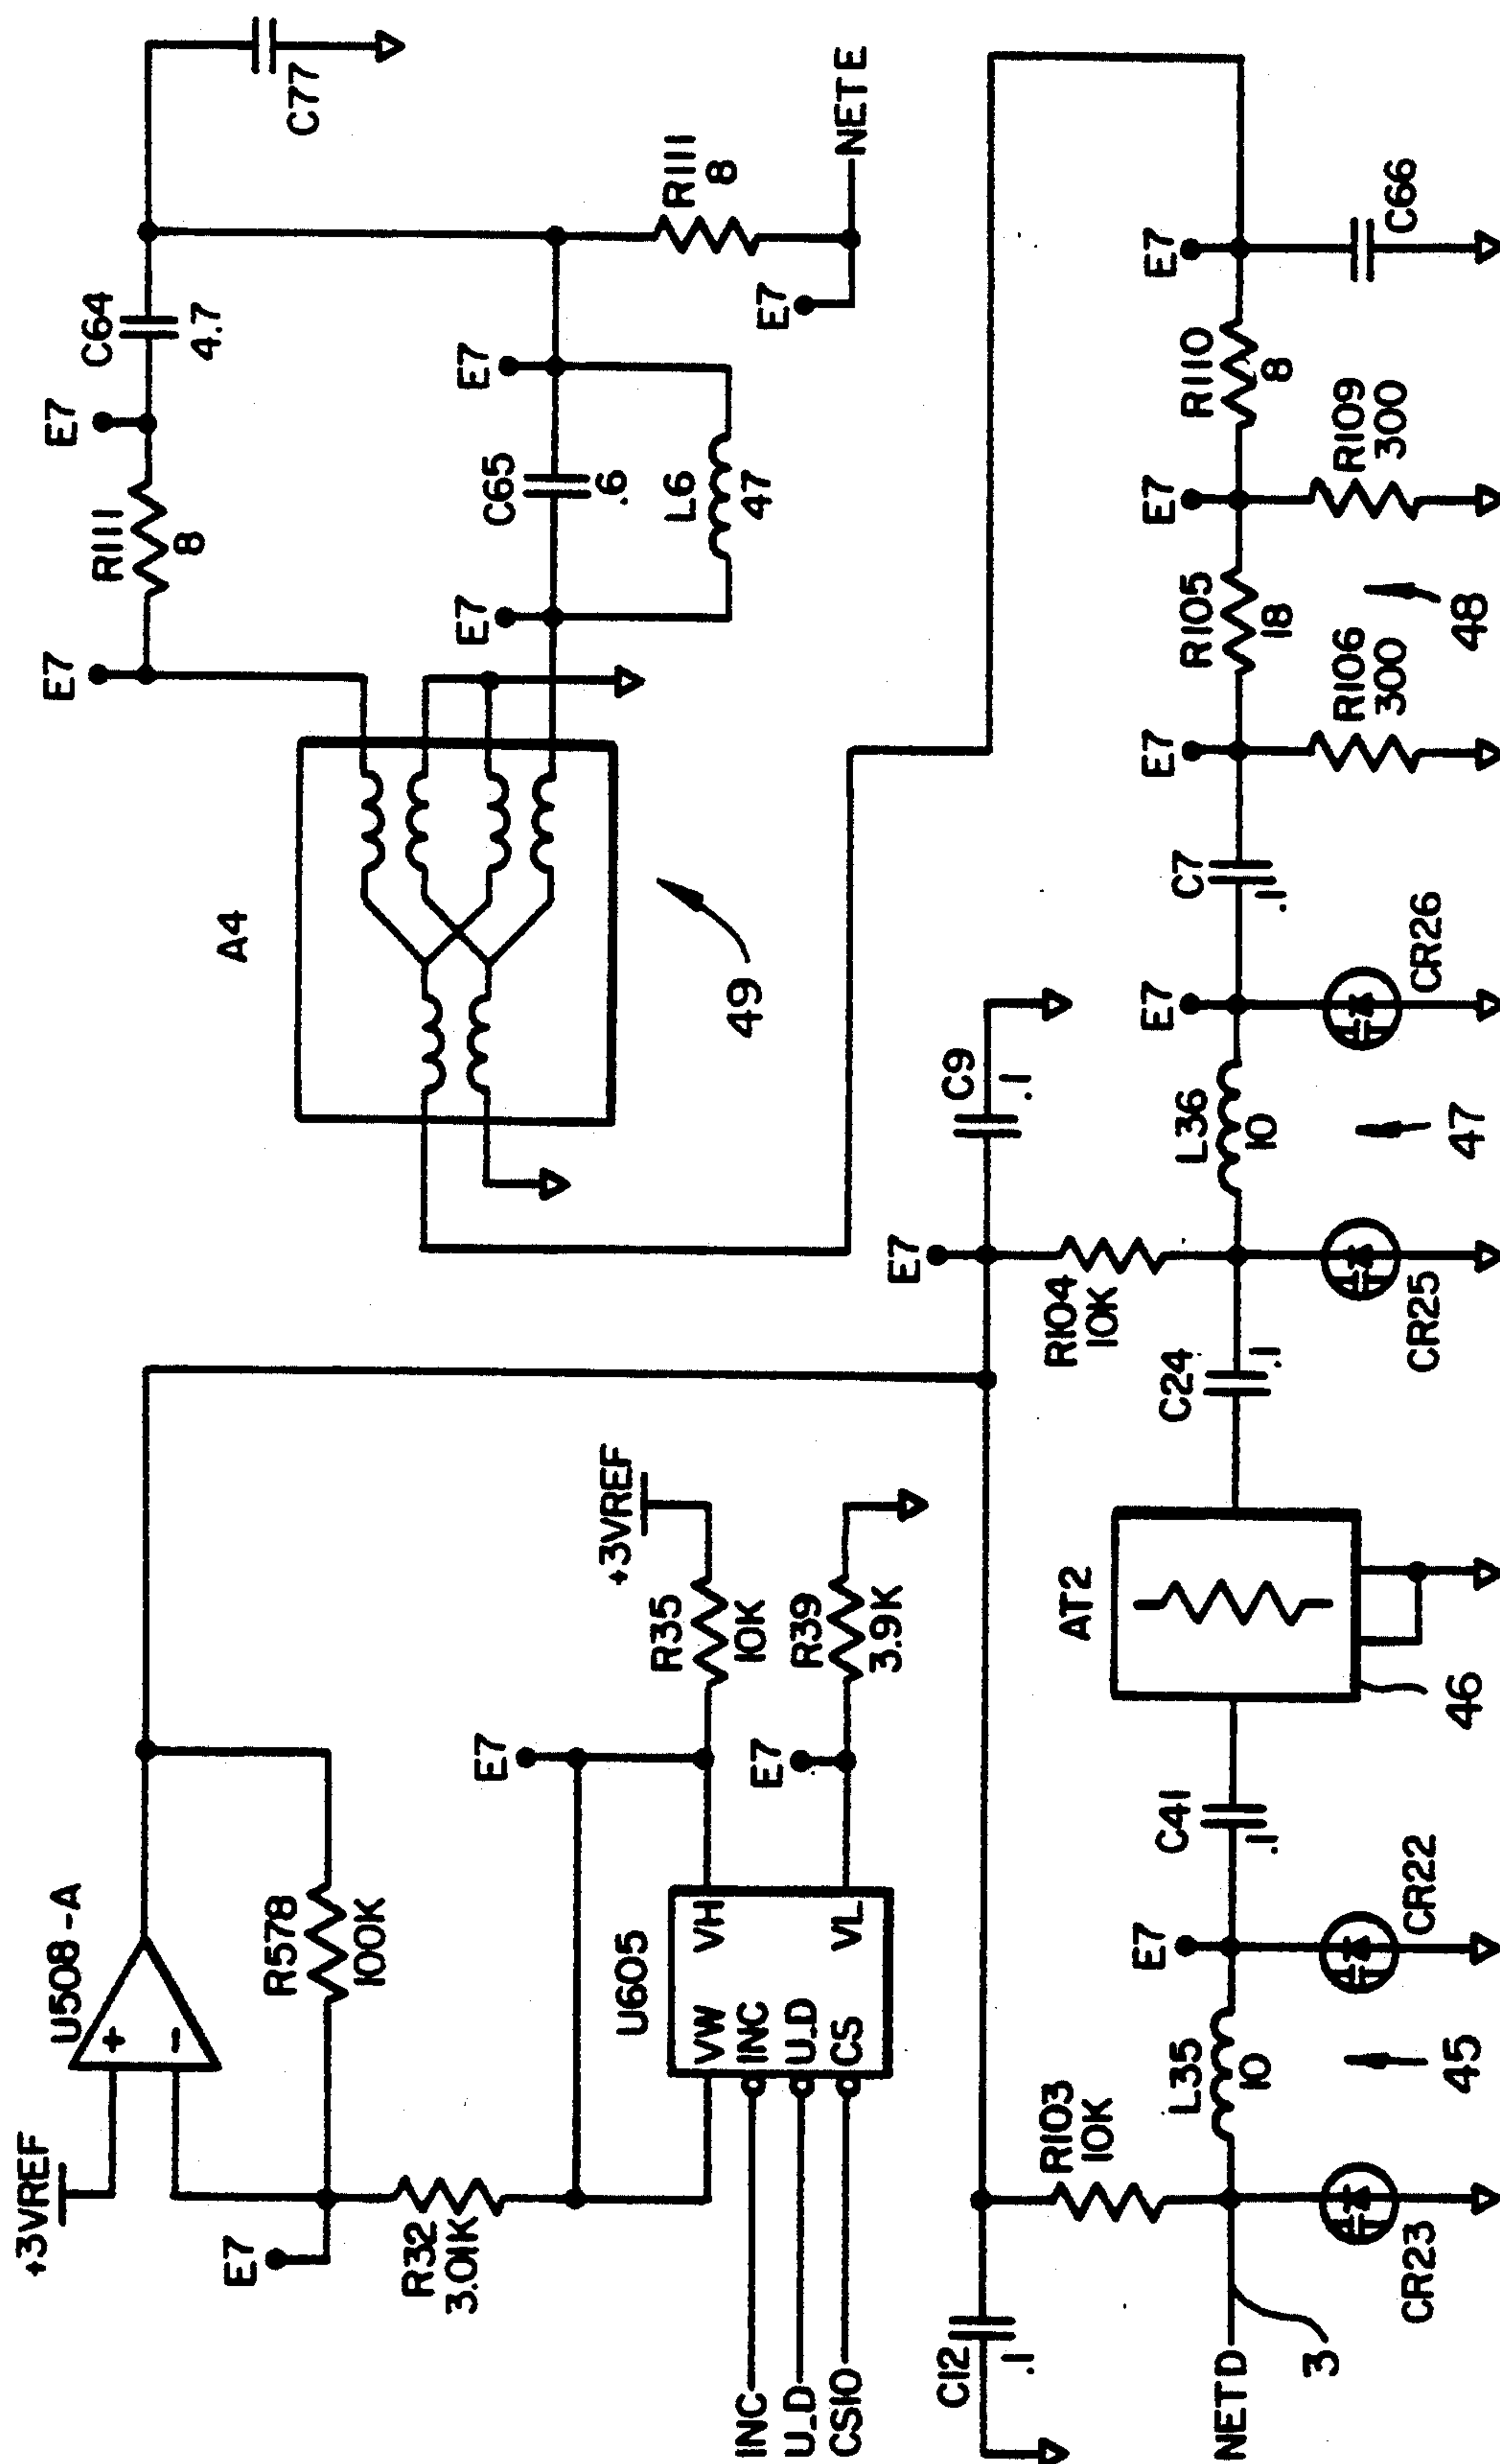 +3VREF
U508-A
+
-
E7
R578
100K
R32
3.01K
E7
+3VREF
R35
10K
U605
VW
VH
INC
U_D
CS
VL
E7
R39
3.9K
INC
U_D
CS10
A4
49
E7
R111
8
E7
C64
4.7
C77
E7
C65
.6
E7
L6
47
R111
8
E7
NETE
C12
.1
R103
10K
E7
C9
.1
R104
10K
NETD
3
CR23
L35
10
45
E7
CR22
C41
.1
AT2
46
C24
.1
CR25
L36
10
47
E7
CR26
C7
.1
E7
R106
300
R105
18
48
E7
R109
300
R110
8
E7
C66